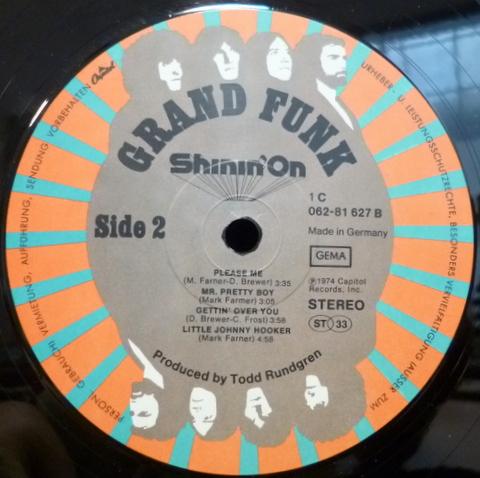 GRAND FUNK
Shinin'On
Side 2
1 C
062-81 627 B
Made in Germany
GEMA
℗1974 Capitol
Records, Inc.
STEREO
ST 33
PLEASE ME
(M. Farner-D. Brewer) 3:35
MR. PRETTY BOY
(Mark Farner) 3:05
GETTIN' OVER YOU
(D. Brewer-C. Frost) 3:58
LITTLE JOHNNY HOOKER
(Mark Farner) 4:58
Produced by Todd Rundgren
Capitol
URHEBER - U. LEISTUNGSSCHUTZRECHTE, BESONDERS VERVIELFÄLTIGUNG (AUSSER ZUM
PERSÖNL. GEBRAUCH) VERMIETUNG, AUFFÜHRUNG, SENDUNG VORBEHALTEN